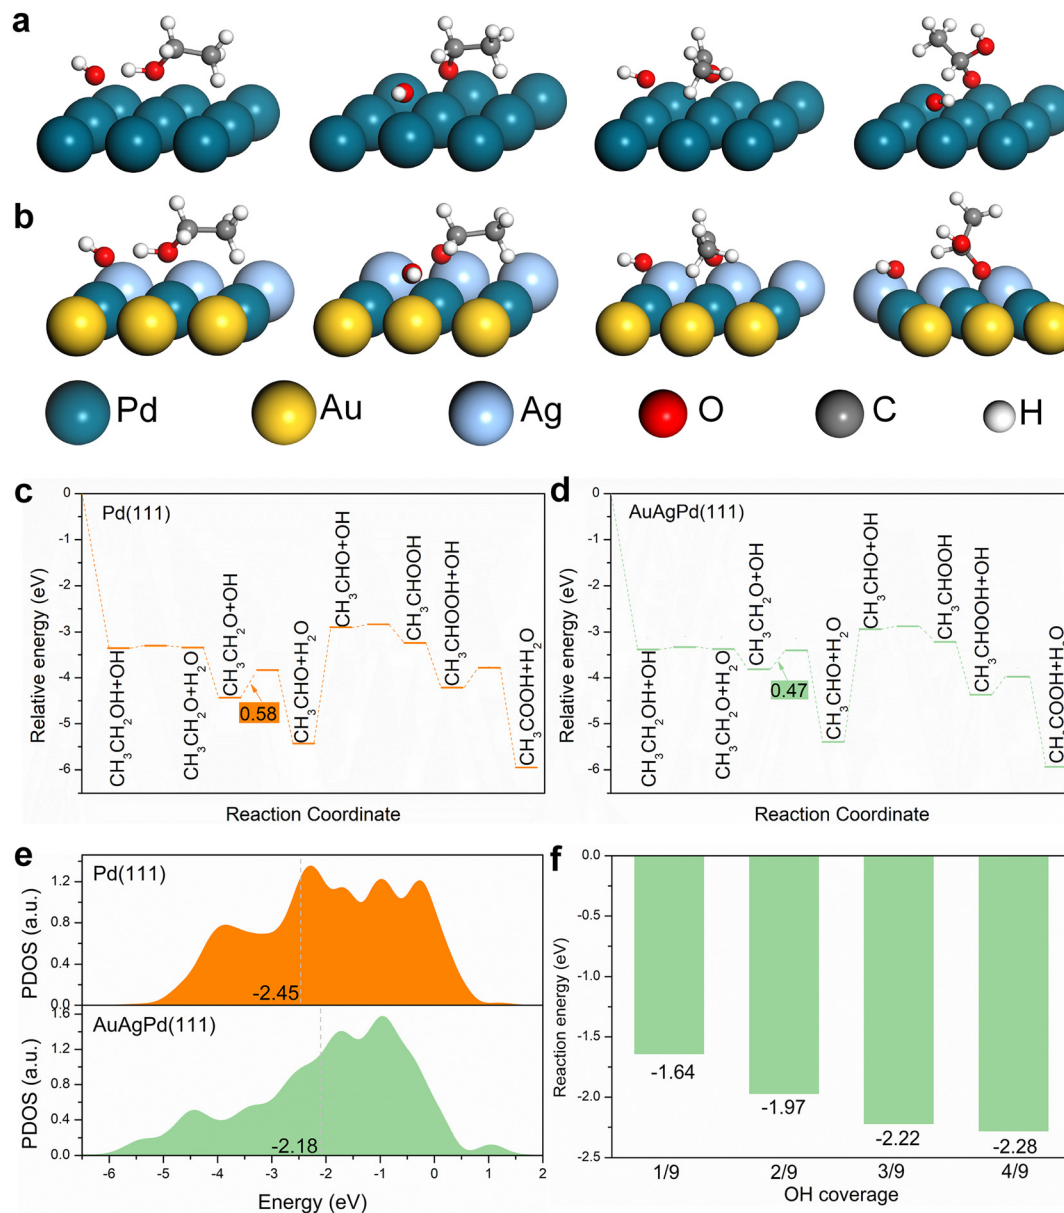 a
b
Pd
Au
Ag
O
C
H
c
Pd(111)
Relative energy (eV)
0
-1
-2
-3
-4
-5
-6
CH₃CH₂OH+OH
CH₃CH₂O+H₂O
CH₃CH₂O+OH
0.58
CH₃CHO+H₂O
CH₃CHO+OH
CH₃CHOOH
CH₃CHOOH+OH
CH₃COOH+H₂O
Reaction Coordinate
d
AuAgPd(111)
Relative energy (eV)
0
-1
-2
-3
-4
-5
-6
CH₃CH₂OH+OH
CH₃CH₂O+H₂O
CH₃CH₂O+OH
0.47
CH₃CHO+H₂O
CH₃CHO+OH
CH₃CHOOH
CH₃CHOOH+OH
CH₃COOH+H₂O
Reaction Coordinate
e
Pd(111)
PDOS (a.u.)
1.2
0.8
0.4
0.0
-2.45
AuAgPd(111)
PDOS (a.u.)
1.6
1.2
0.8
0.4
0.0
-2.18
-6 -5 -4 -3 -2 -1 0 1 2
Energy (eV)
f
Reaction energy (eV)
0.0
-0.5
-1.0
-1.5
-2.0
-2.5
-1.64
-1.97
-2.22
-2.28
1/9 2/9 3/9 4/9
OH coverage